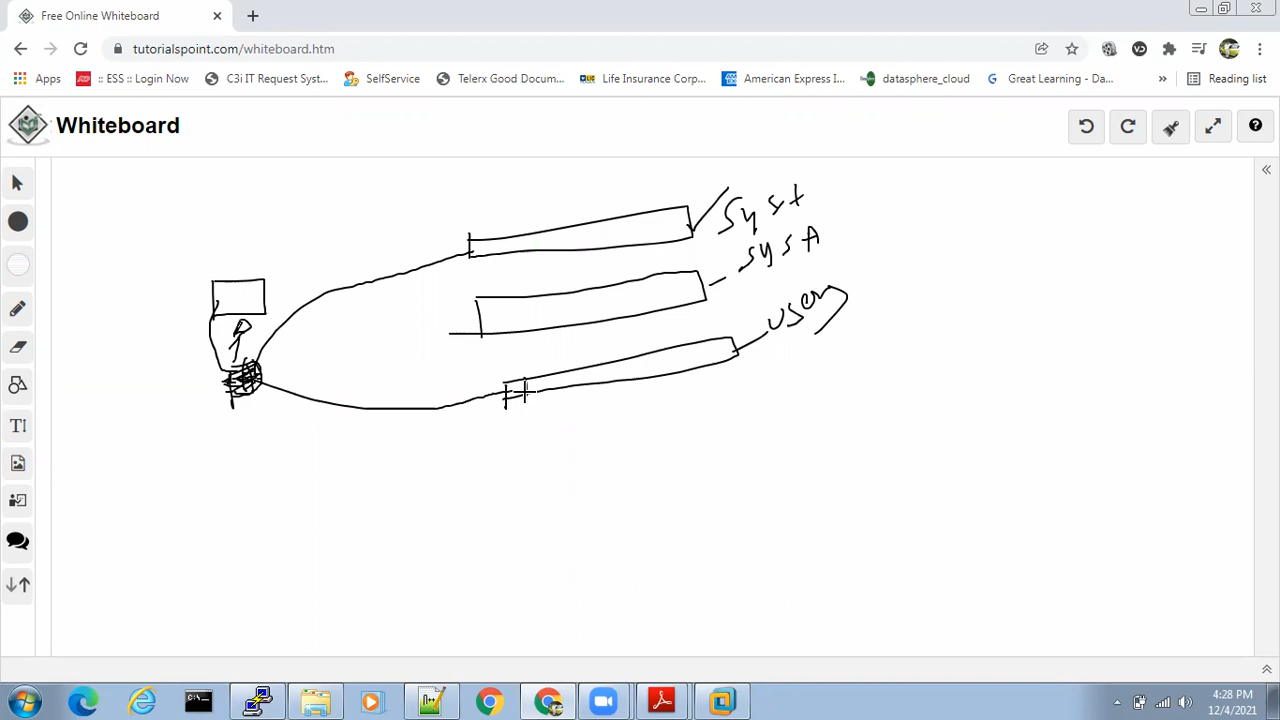 Free Online Whiteboard
tutorialspoint.com/whiteboard.htm
Apps
:: ESS :: Login Now
C3i IT Request Syst...
SelfService
Telerx Good Docum...
Life Insurance Corp...
American Express I...
datasphere_cloud
Great Learning - Da...
»
Reading list
Whiteboard
Syst
SYSA
users
4:28 PM
12/4/2021